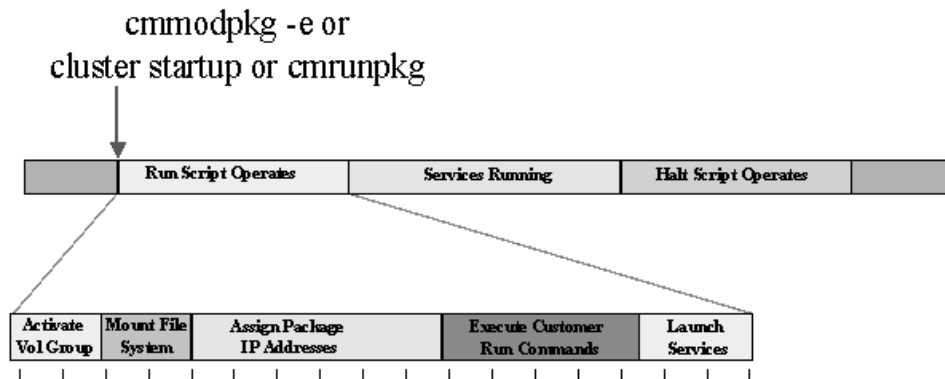 cmmodpkg -e or
cluster startup or cmrunpkg
Run Script Operates
Services Running
Halt Script Operates
Activate
Vol Group
Mount File
System
Assign Package
IP Addresses
Execute Customer
Run Commands
Launch
Services